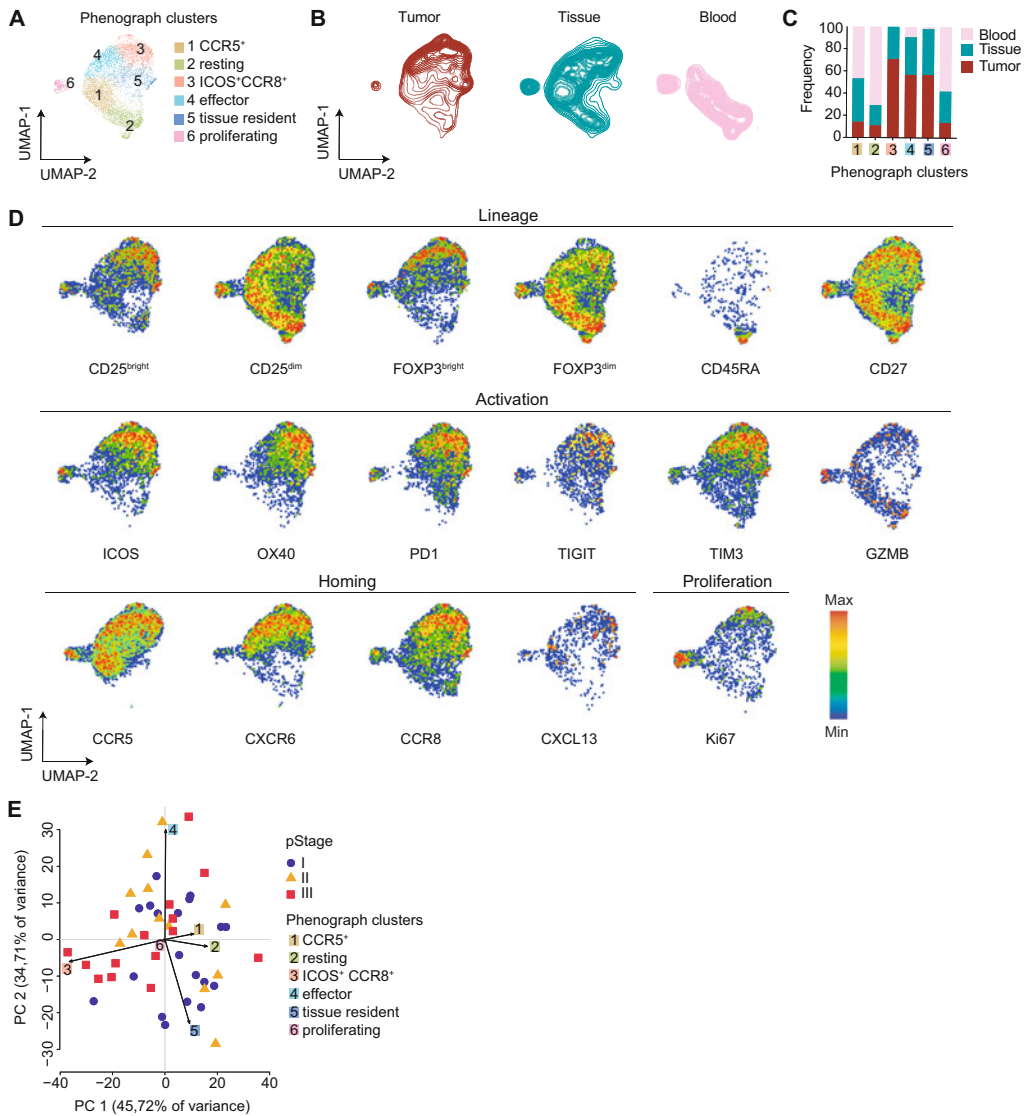 A
Phenograph clusters
1
2
3
4
5
6
1 CCR5⁺
2 resting
3 ICOS⁺CCR8⁺
4 effector
5 tissue resident
6 proliferating
UMAP-1
UMAP-2
B
Tumor
Tissue
Blood
UMAP-1
UMAP-2
C
Frequency
100
80
60
40
20
0
1 2 3 4 5 6
Phenograph clusters
Blood
Tissue
Tumor
D
Lineage
CD25bright CD25dim FOXP3bright FOXP3dim CD45RA CD27
Activation
ICOS OX40 PD1 TIGIT TIM3 GZMB
Homing Proliferation
CCR5 CXCR6 CCR8 CXCL13 Ki67
UMAP-1
UMAP-2
Max
Min
E
PC 2 (34,71% of variance)
30
20
10
0
−10
−20
−30
4
1
2
6
3
5
−40 −20 0 20 40
PC 1 (45,72% of variance)
pStage
I
II
III
Phenograph clusters
1 CCR5⁺
2 resting
3 ICOS⁺ CCR8⁺
4 effector
5 tissue resident
6 proliferating